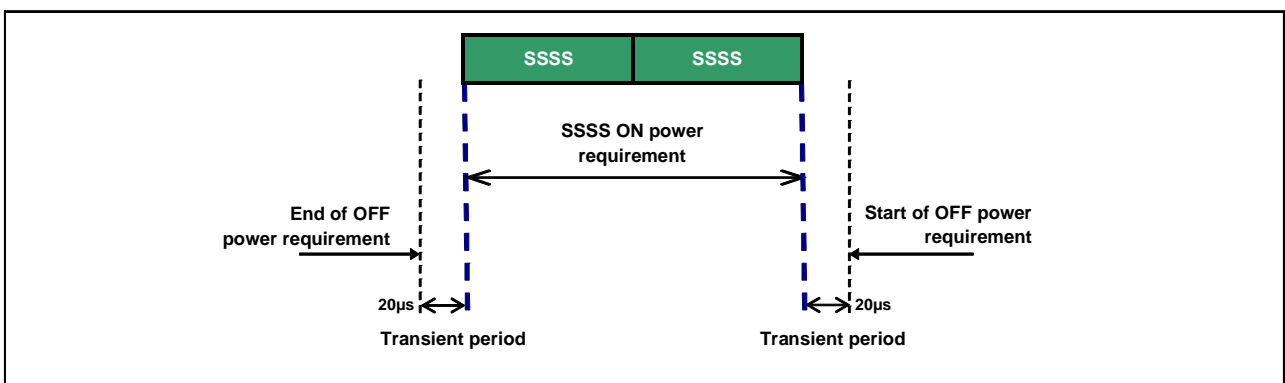 SSSS SSSS
SSSS ON power
requirement
End of OFF
power requirement
Start of OFF power
requirement
20µs
20µs
Transient period
Transient period